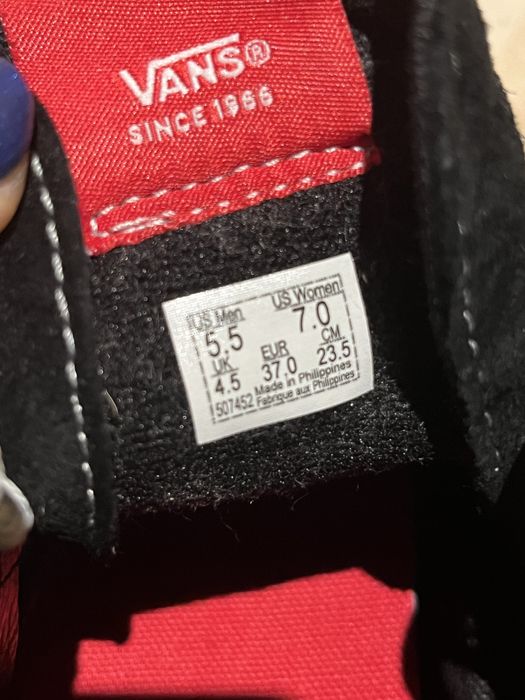 VANS®
SINCE 1966
US Men US Women
5.5 7.0
UK EUR CM
4.5 37.0 23.5
507452 Made in Philippines
Fabriqué aux Philippines